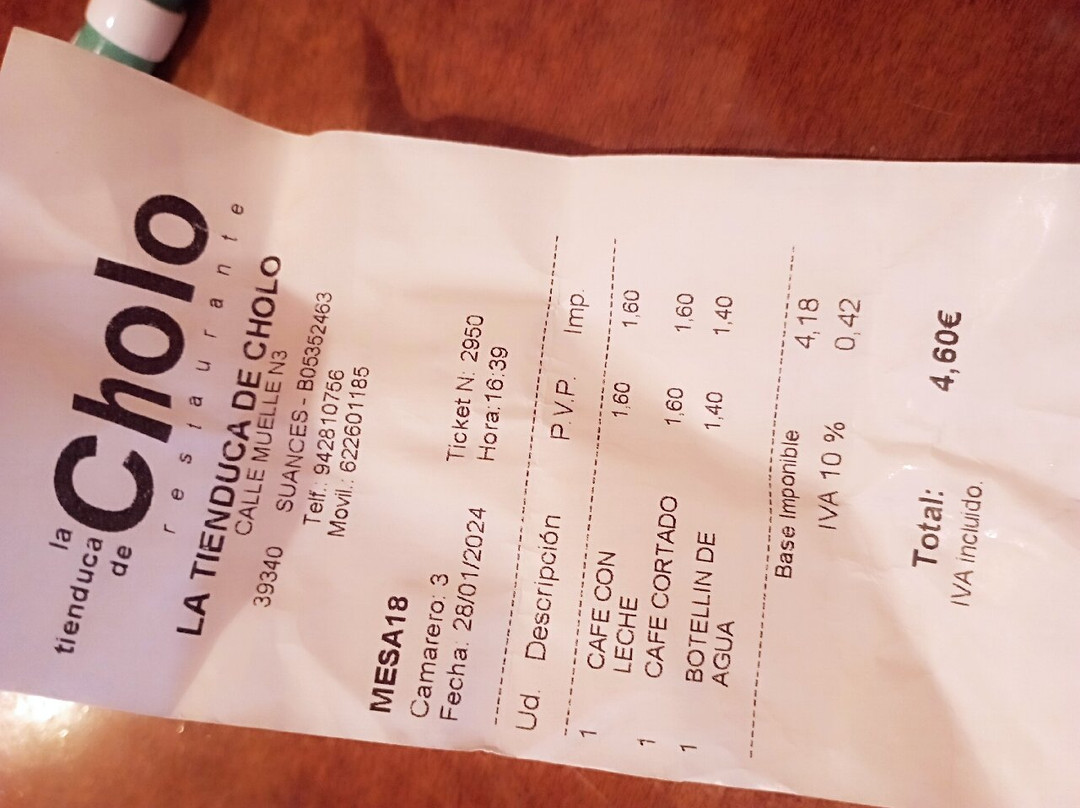 la
tienduca
de
Cholo
restaurante
LA TIENDUCA DE CHOLO
CALLE MUELLE N3
39340 SUANCES - B05352463
Telf.: 942810756
Movil.: 622601185
MESA18
Camarero: 3 Ticket N: 2950
Fecha: 28/01/2024 Hora:16:39
Ud. Descripción P.V.P. Imp.
1 CAFE CON 1,60 1,60
LECHE
1 CAFE CORTADO 1,60 1,60
1 BOTELLIN DE 1,40 1,40
AGUA
Base Imponible 4,18
IVA 10 % 0,42
Total: 4,60€
IVA incluido.